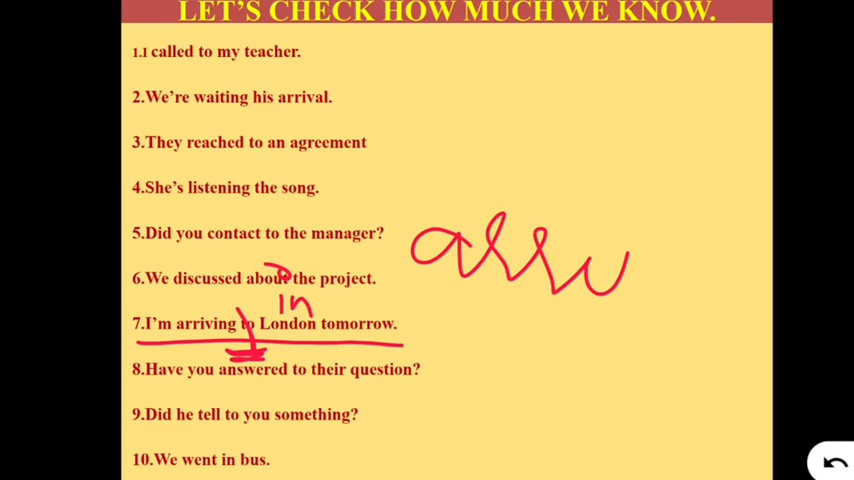 LET'S CHECK HOW MUCH WE KNOW.
1.I called to my teacher.
2.We're waiting his arrival.
3.They reached to an agreement
4.She's listening the song.
5.Did you contact to the manager?
6.We discussed about the project.
in
7.I'm arriving to London tomorrow.
8.Have you answered to their question?
9.Did he tell to you something?
10.We went in bus.